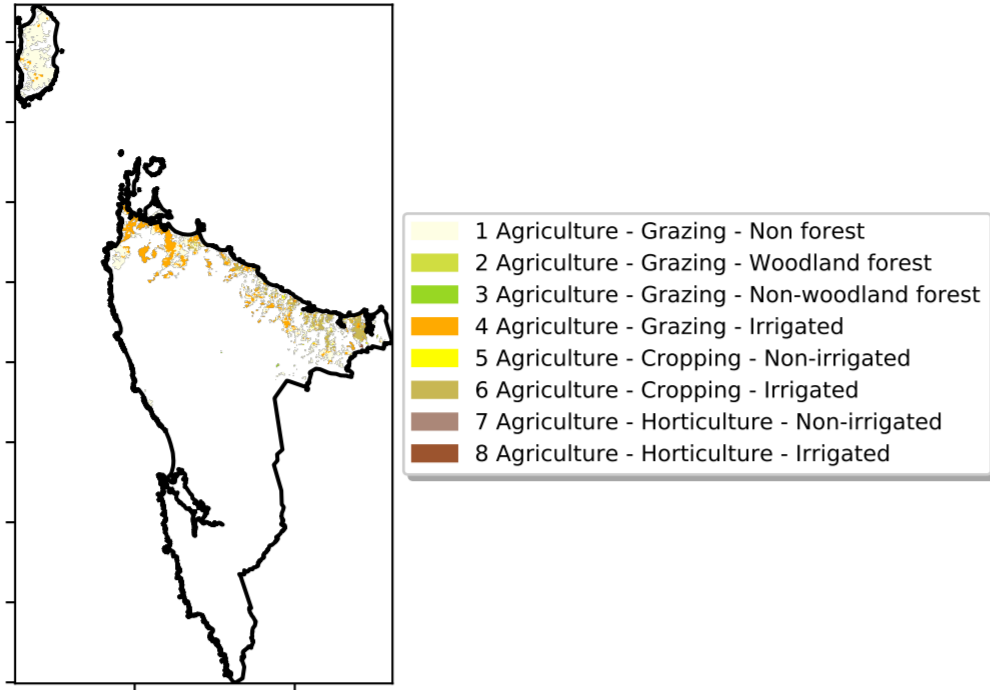 1 Agriculture - Grazing - Non forest
2 Agriculture - Grazing - Woodland forest
3 Agriculture - Grazing - Non-woodland forest
4 Agriculture - Grazing - Irrigated
5 Agriculture - Cropping - Non-irrigated
6 Agriculture - Cropping - Irrigated
7 Agriculture - Horticulture - Non-irrigated
8 Agriculture - Horticulture - Irrigated